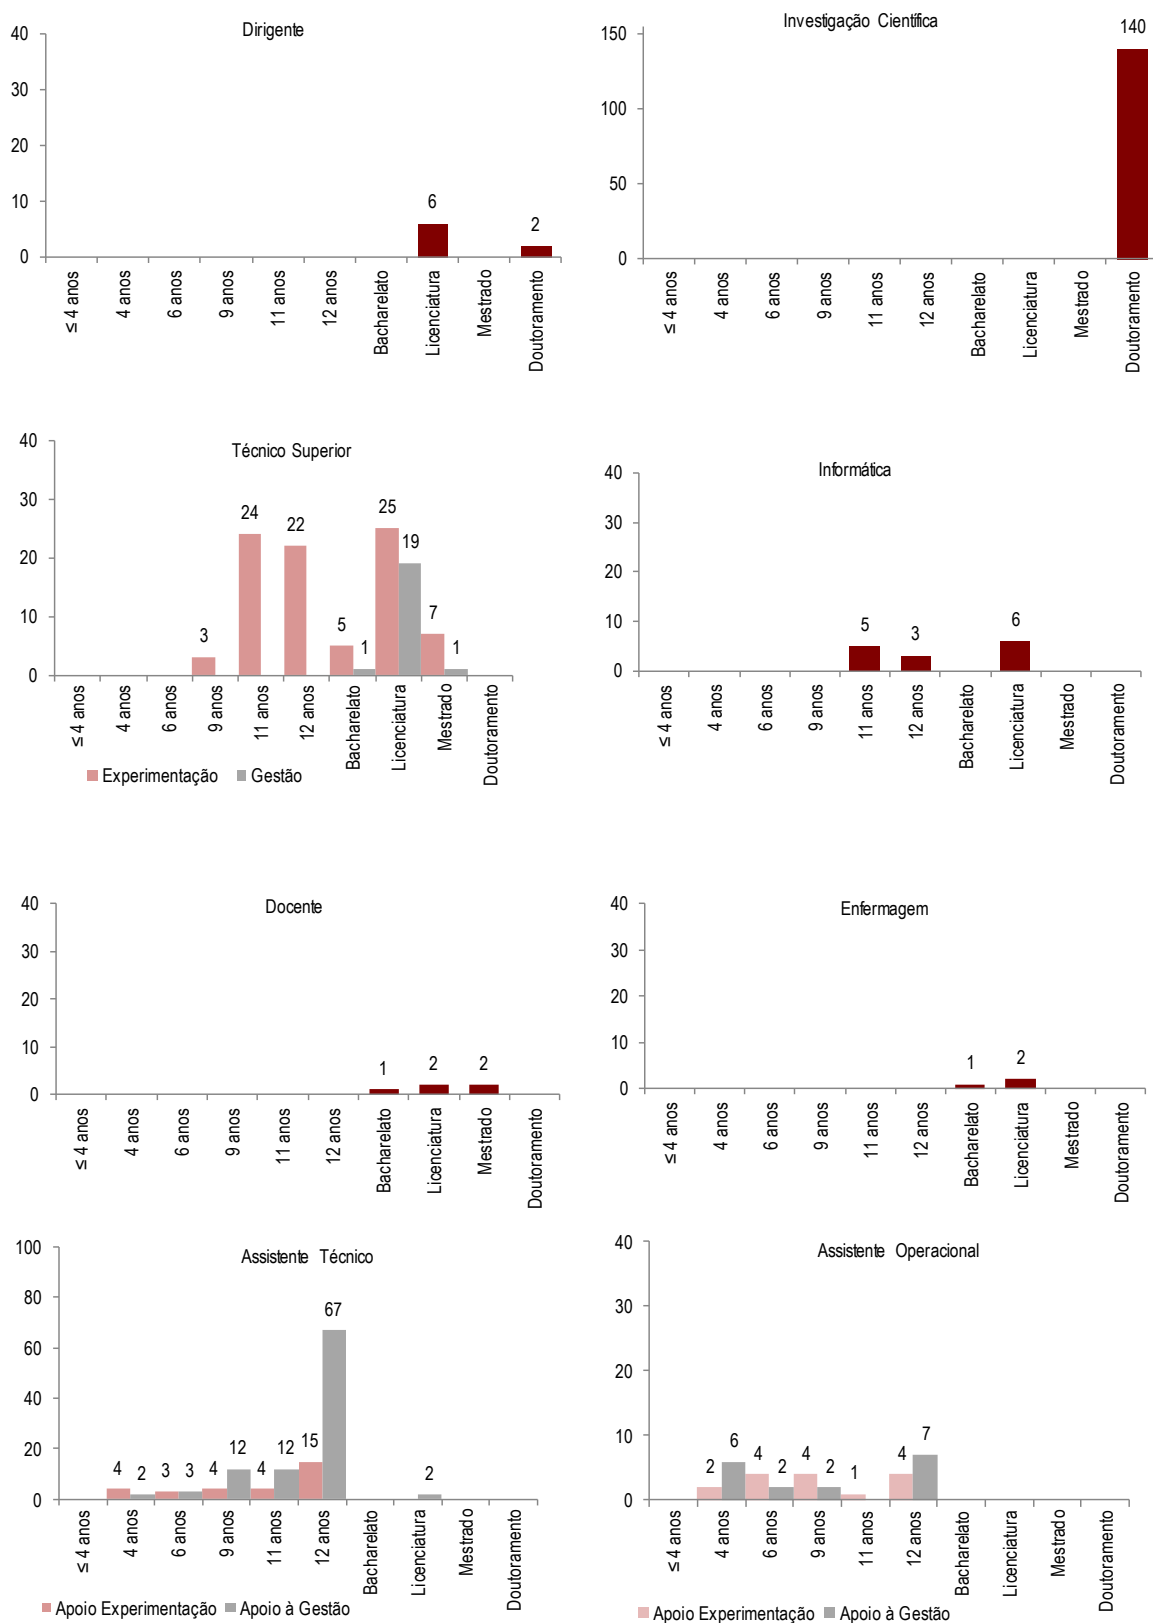 Dirigente
40
30
20
10
0
6
2
≤ 4 anos
4 anos
6 anos
9 anos
11 anos
12 anos
Bacharelato
Licenciatura
Mestrado
Doutoramento
Investigação Científica
150
100
50
0
140
≤ 4 anos
4 anos
6 anos
9 anos
11 anos
12 anos
Bacharelato
Licenciatura
Mestrado
Doutoramento
Técnico Superior
40
30
20
10
0
3
24
22
5
1
25
19
7
1
≤ 4 anos
4 anos
6 anos
9 anos
11 anos
12 anos
Bacharelato
Licenciatura
Mestrado
Doutoramento
Experimentação Gestão
Informática
40
30
20
10
0
5
3
6
≤ 4 anos
4 anos
6 anos
9 anos
11 anos
12 anos
Bacharelato
Licenciatura
Mestrado
Doutoramento
Docente
40
30
20
10
0
1
2
2
≤ 4 anos
4 anos
6 anos
9 anos
11 anos
12 anos
Bacharelato
Licenciatura
Mestrado
Doutoramento
Enfermagem
40
30
20
10
0
1
2
≤ 4 anos
4 anos
6 anos
9 anos
11 anos
12 anos
Bacharelato
Licenciatura
Mestrado
Doutoramento
Assistente Técnico
100
80
60
40
20
0
4
2
3
3
4
12
4
12
15
67
2
≤ 4 anos
4 anos
6 anos
9 anos
11 anos
12 anos
Bacharelato
Licenciatura
Mestrado
Doutoramento
Apoio Experimentação Apoio à Gestão
Assistente Operacional
40
30
20
10
0
2
6
4
2
4
2
1
4
7
≤ 4 anos
4 anos
6 anos
9 anos
11 anos
12 anos
Bacharelato
Licenciatura
Mestrado
Doutoramento
Apoio Experimentação Apoio à Gestão